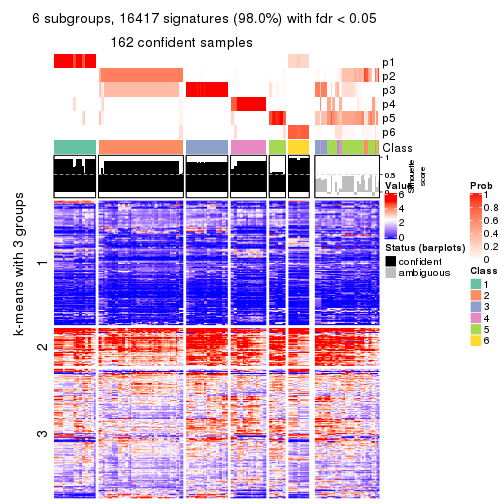 6 subgroups, 16417 signatures (98.0%) with fdr < 0.05
162 confident samples
p1
p2
p3
p4
p5
p6
Class
1
0.5
0
Silhouette
score
k-means with 3 groups
1
2
3
Value
6
4
2
0
Status (barplots)
confident
ambiguous
Prob
1
0.8
0.6
0.4
0.2
0
Class
1
2
3
4
5
6